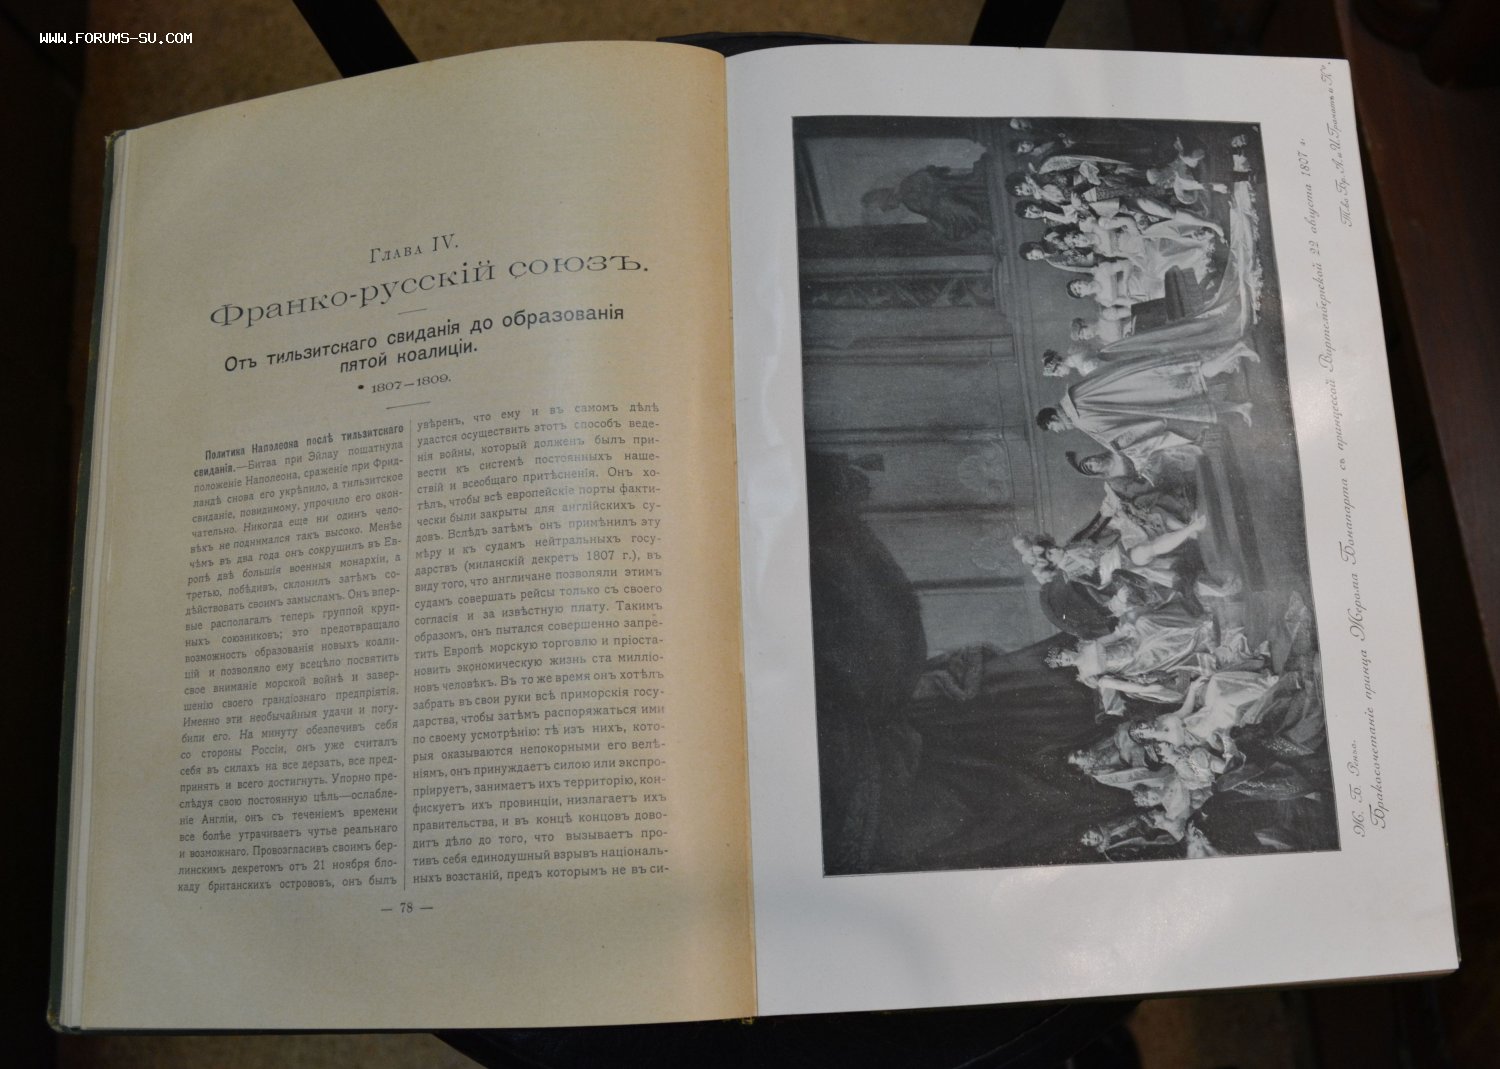 WWW.FORUMS-SU.COM
Глава IV.
Франко-русскій союзъ.
Отъ тильзитскаго свиданія до образованія
пятой коалиціи.
1807—1809.
Политика Наполеона послѣ тильзитскаго
свиданія.—Битва при Эйлау пошатнула
положеніе Наполеона, сраженіе при Фрид-
ландѣ снова его укрѣпило, а тильзитское
свиданіе, повидимому, упрочило его окон-
чательно. Никогда еще ни одинъ чело-
вѣкъ не поднимался такъ высоко. Менѣе
чѣмъ въ два года онъ сокрушилъ въ Ев-
ропѣ двѣ большія военныя монархіи, а
третью, побѣдивъ, склонилъ затѣмъ со-
дѣйствовать своимъ замысламъ. Онъ впер-
вые располагалъ теперь группой круп-
ныхъ союзниковъ; это предотвращало
возможность образованія новыхъ коали-
цій и позволяло ему всецѣло посвятить
свое вниманіе морской войнѣ и завер-
шенію своего грандіознаго предпріятія.
Именно эти необычайныя удачи и погу-
били его. На минуту обезпечивъ себя
со стороны Россіи, онъ уже считалъ
себя въ силахъ на все дерзать, все пред-
принять и всего достигнуть. Упорно пре-
слѣдуя свою постоянную цѣль—ослабле-
ніе Англіи, онъ съ теченіемъ времени
все болѣе утрачиваетъ чутье реальнаго
и возможнаго. Провозгласивъ своимъ бер-
линскимъ декретомъ отъ 21 ноября бло-
каду британскихъ острововъ, онъ былъ
увѣренъ, что ему и въ самомъ дѣлѣ
удастся осуществить этотъ способъ веде-
нія войны, который долженъ былъ при-
вести къ системѣ постоянныхъ наше-
ствій и всеобщаго притѣсненія. Онъ хо-
тѣлъ, чтобы всѣ европейскіе порты факти-
чески были закрыты для англійскихъ су-
довъ. Вслѣдъ затѣмъ онъ примѣнилъ эту
мѣру и къ судамъ нейтральныхъ госу-
дарствъ (миланскій декретъ 1807 г.), въ
виду того, что англичане позволяли этимъ
судамъ совершать рейсы только съ своего
согласія и за извѣстную плату. Такимъ
образомъ, онъ пытался совершенно запре-
тить Европѣ морскую торговлю и пріоста-
новить экономическую жизнь ста милліо-
новъ человѣкъ. Въ то же время онъ хотѣлъ
забрать въ свои руки всѣ приморскія госу-
дарства, чтобы затѣмъ распоряжаться ими
по своему усмотрѣнію: тѣ изъ нихъ, кото-
рыя оказываются непокорными его велѣ-
ніямъ, онъ принуждаетъ силою или экспро-
пріируетъ, занимаетъ ихъ территорію, кон-
фискуетъ ихъ провинціи, низлагаетъ ихъ
правительства, и въ концѣ концовъ дово-
дитъ дѣло до того, что вызываетъ про-
тивъ себя единодушный взрывъ національ-
ныхъ возстаній, предъ которымъ не въ си-
— 78 —
Ж. Б. Реньо.
Бракосочетаніе принца Жерома Бонапарта съ принцессой Виртембергской 22 августа 1807 г.
Т-во Бр. А. и И. Гранатъ и Ко.